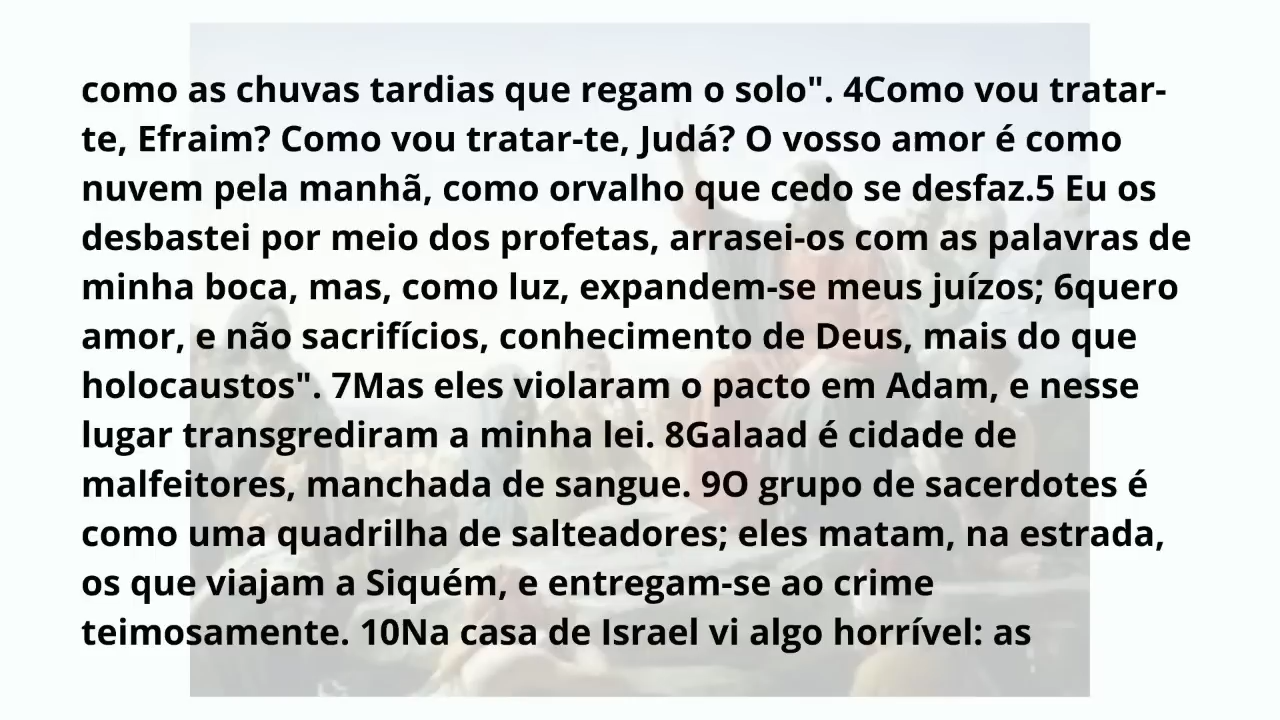 como as chuvas tardias que regam o solo". 4Como vou tratar-
te, Efraim? Como vou tratar-te, Judá? O vosso amor é como
nuvem pela manhã, como orvalho que cedo se desfaz.5 Eu os
desbastei por meio dos profetas, arrasei-os com as palavras de
minha boca, mas, como luz, expandem-se meus juízos; 6quero
amor, e não sacrifícios, conhecimento de Deus, mais do que
holocaustos". 7Mas eles violaram o pacto em Adam, e nesse
lugar transgrediram a minha lei. 8Galaad é cidade de
malfeitores, manchada de sangue. 9O grupo de sacerdotes é
como uma quadrilha de salteadores; eles matam, na estrada,
os que viajam a Siquém, e entregam-se ao crime
teimosamente. 10Na casa de Israel vi algo horrível: as